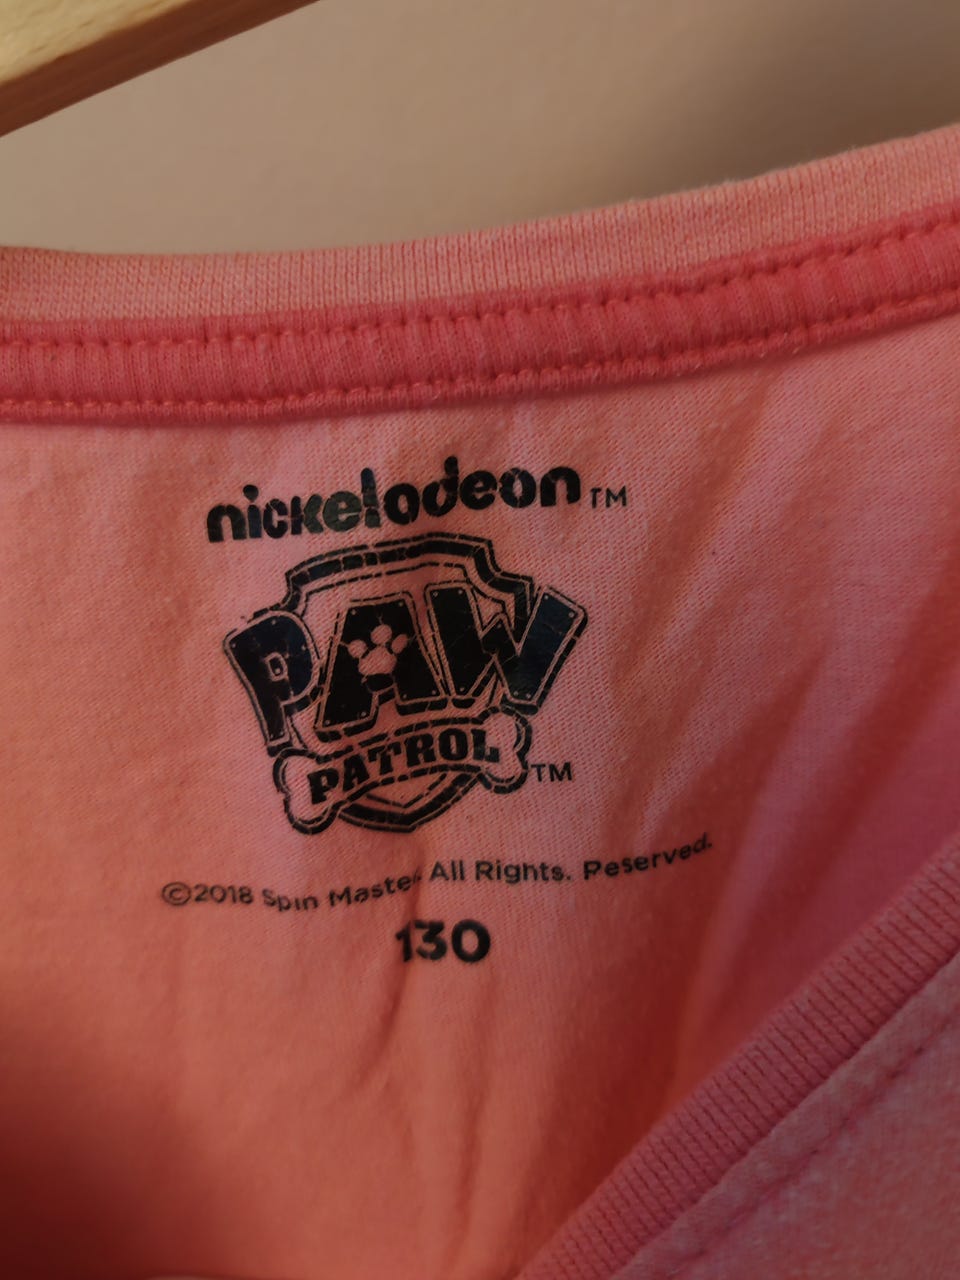 nickelodeon™
PAW
PATROL™
©2018 Spin Master. All Rights. Reserved.
130